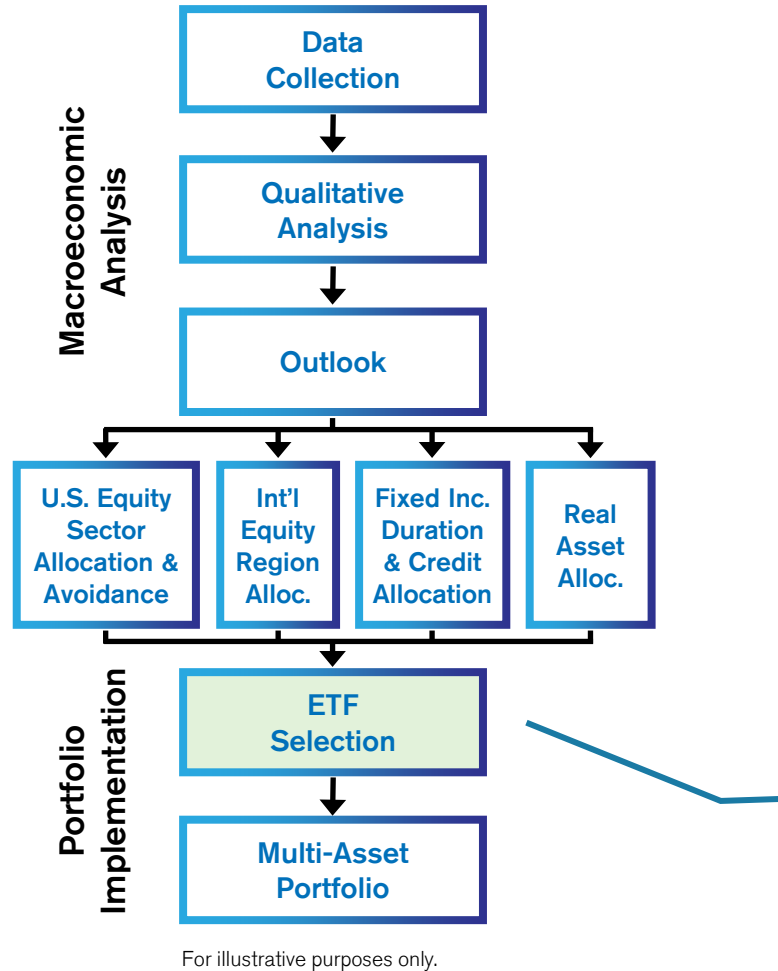 Data
Collection
Macroeconomic
Analysis
Qualitative
Analysis
Outlook
U.S. Equity
Sector
Allocation &
Avoidance
Int'l
Equity
Region
Alloc.
Fixed Inc.
Duration
& Credit
Allocation
Real
Asset
Alloc.
Portfolio
Implementation
ETF
Selection
Multi-Asset
Portfolio
For illustrative purposes only.